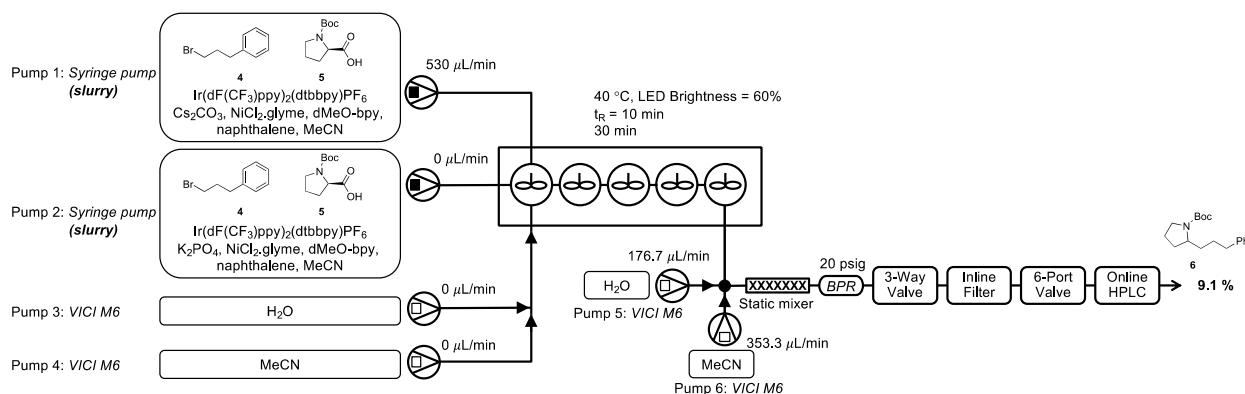 Pump 1: Syringe pump
(slurry)
Br
4
Boc
N
O
OH
5
Ir(dF(CF3)ppy)2(dtbbpy)PF6
Cs2CO3, NiCl2.glyme, dMeO-bpy,
naphthalene, MeCN
530 μL/min
40 °C, LED Brightness = 60%
tR = 10 min
30 min
Pump 2: Syringe pump
(slurry)
Br
4
Boc
N
O
OH
5
Ir(dF(CF3)ppy)2(dtbbpy)PF6
K2PO4, NiCl2.glyme, dMeO-bpy,
naphthalene, MeCN
0 μL/min
Pump 3: VICI M6
H2O
0 μL/min
Pump 4: VICI M6
MeCN
0 μL/min
176.7 μL/min
H2O
Pump 5: VICI M6
XXXXXXX
Static mixer
353.3 μL/min
MeCN
Pump 6: VICI M6
20 psig
BPR
3-Way
Valve
Inline
Filter
6-Port
Valve
Online
HPLC
Boc
N
Ph
6
9.1 %